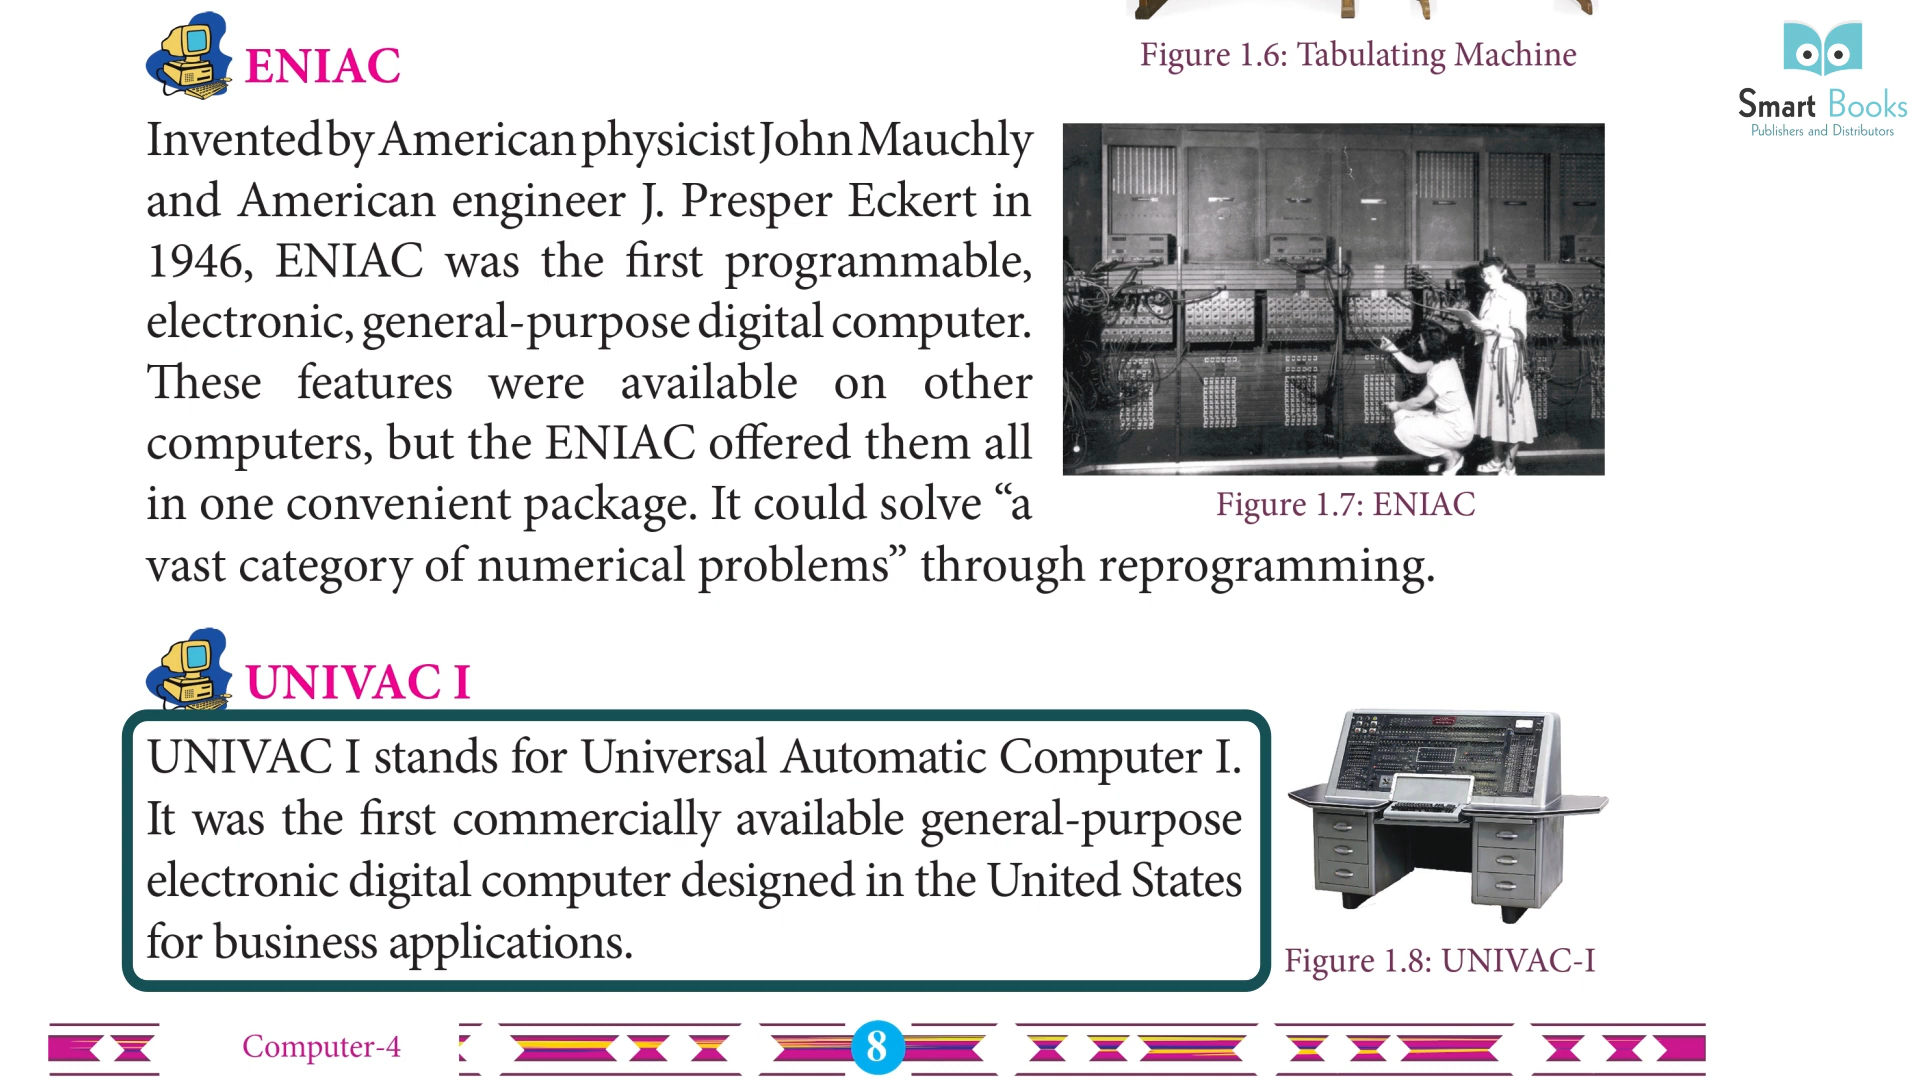 ENIAC
Figure 1.6: Tabulating Machine
Smart Books
Publishers and Distributors
Invented by American physicist John Mauchly
and American engineer J. Presper Eckert in
1946, ENIAC was the first programmable,
electronic, general-purpose digital computer.
These features were available on other
computers, but the ENIAC offered them all
in one convenient package. It could solve “a
vast category of numerical problems” through reprogramming.
Figure 1.7: ENIAC
UNIVAC I
UNIVAC I stands for Universal Automatic Computer I.
It was the first commercially available general-purpose
electronic digital computer designed in the United States
for business applications.
Figure 1.8: UNIVAC-I
Computer-4
8